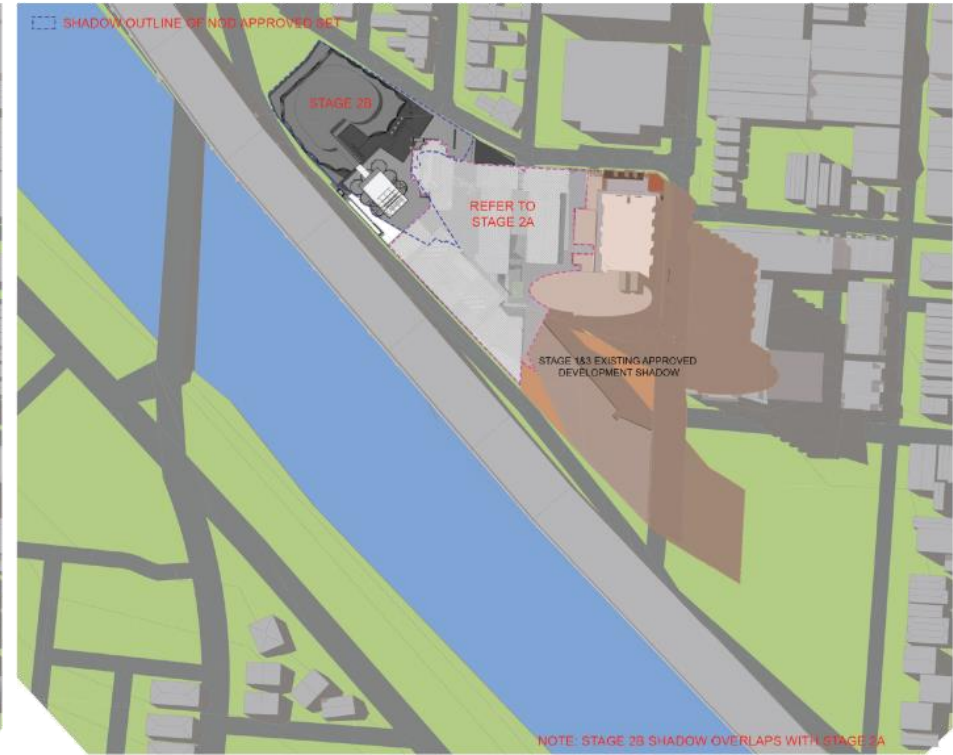 SHADOW OUTLINE OF NOD APPROVED SET
STAGE 2B
REFER TO
STAGE 2A
STAGE 1&3 EXISTING APPROVED
DEVELOPMENT SHADOW
NOTE: STAGE 2B SHADOW OVERLAPS WITH STAGE 2A